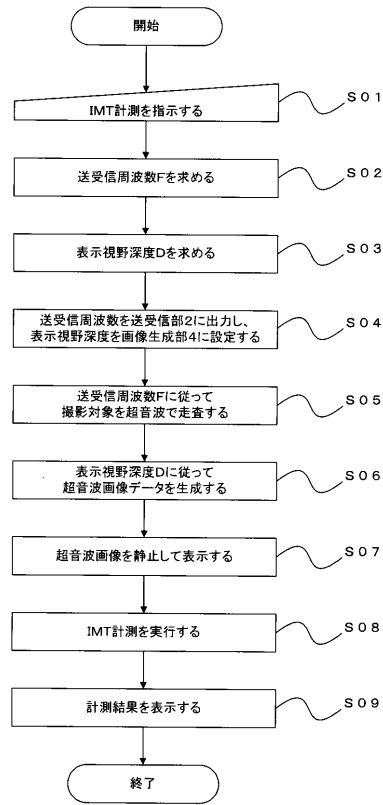 開始
IMT計測を指示する
S01
送受信周波数Fを求める
S02
表示視野深度Dを求める
S03
送受信周波数を送受信部2に出力し、
表示視野深度を画像生成部4に設定する
S04
送受信周波数Fに従って
撮影対象を超音波で走査する
S05
表示視野深度Dに従って
超音波画像データを生成する
S06
超音波画像を静止して表示する
S07
IMT計測を実行する
S08
計測結果を表示する
S09
終了